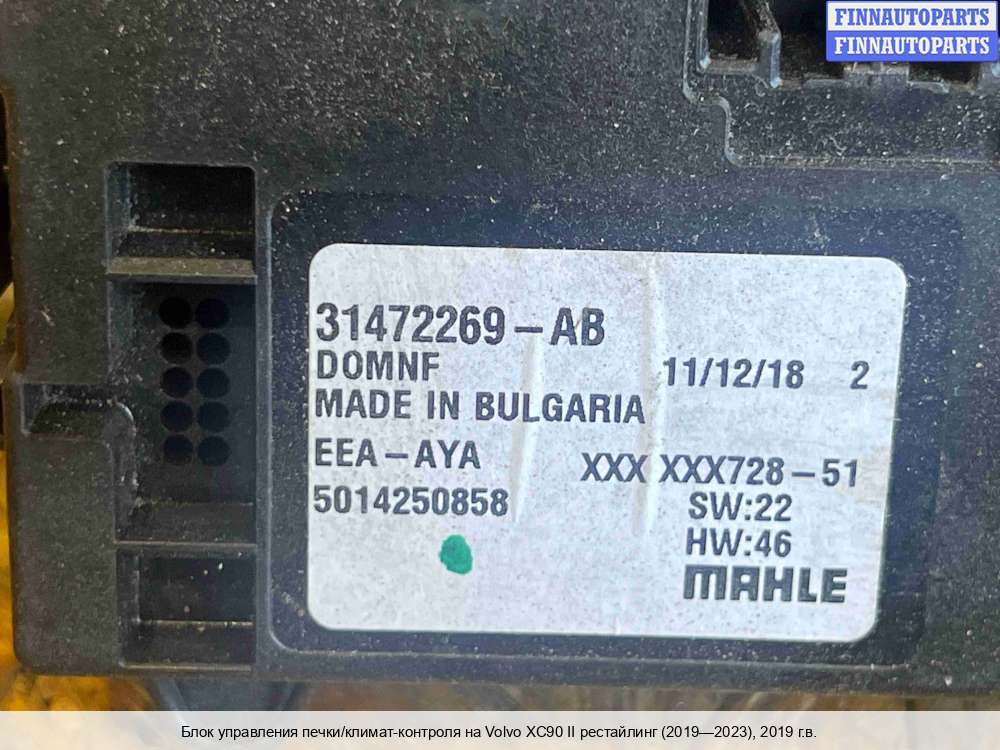 FINNAUTOPARTS
FINNAUTOPARTS
31472269-AB
DOMNF 11/12/18 2
MADE IN BULGARIA
EEA-AYA XXX XXX728-51
5014250858 SW:22
HW:46
MAHLE
Блок управления печки/климат-контроля на Volvo XC90 II рестайлинг (2019—2023), 2019 г.в.